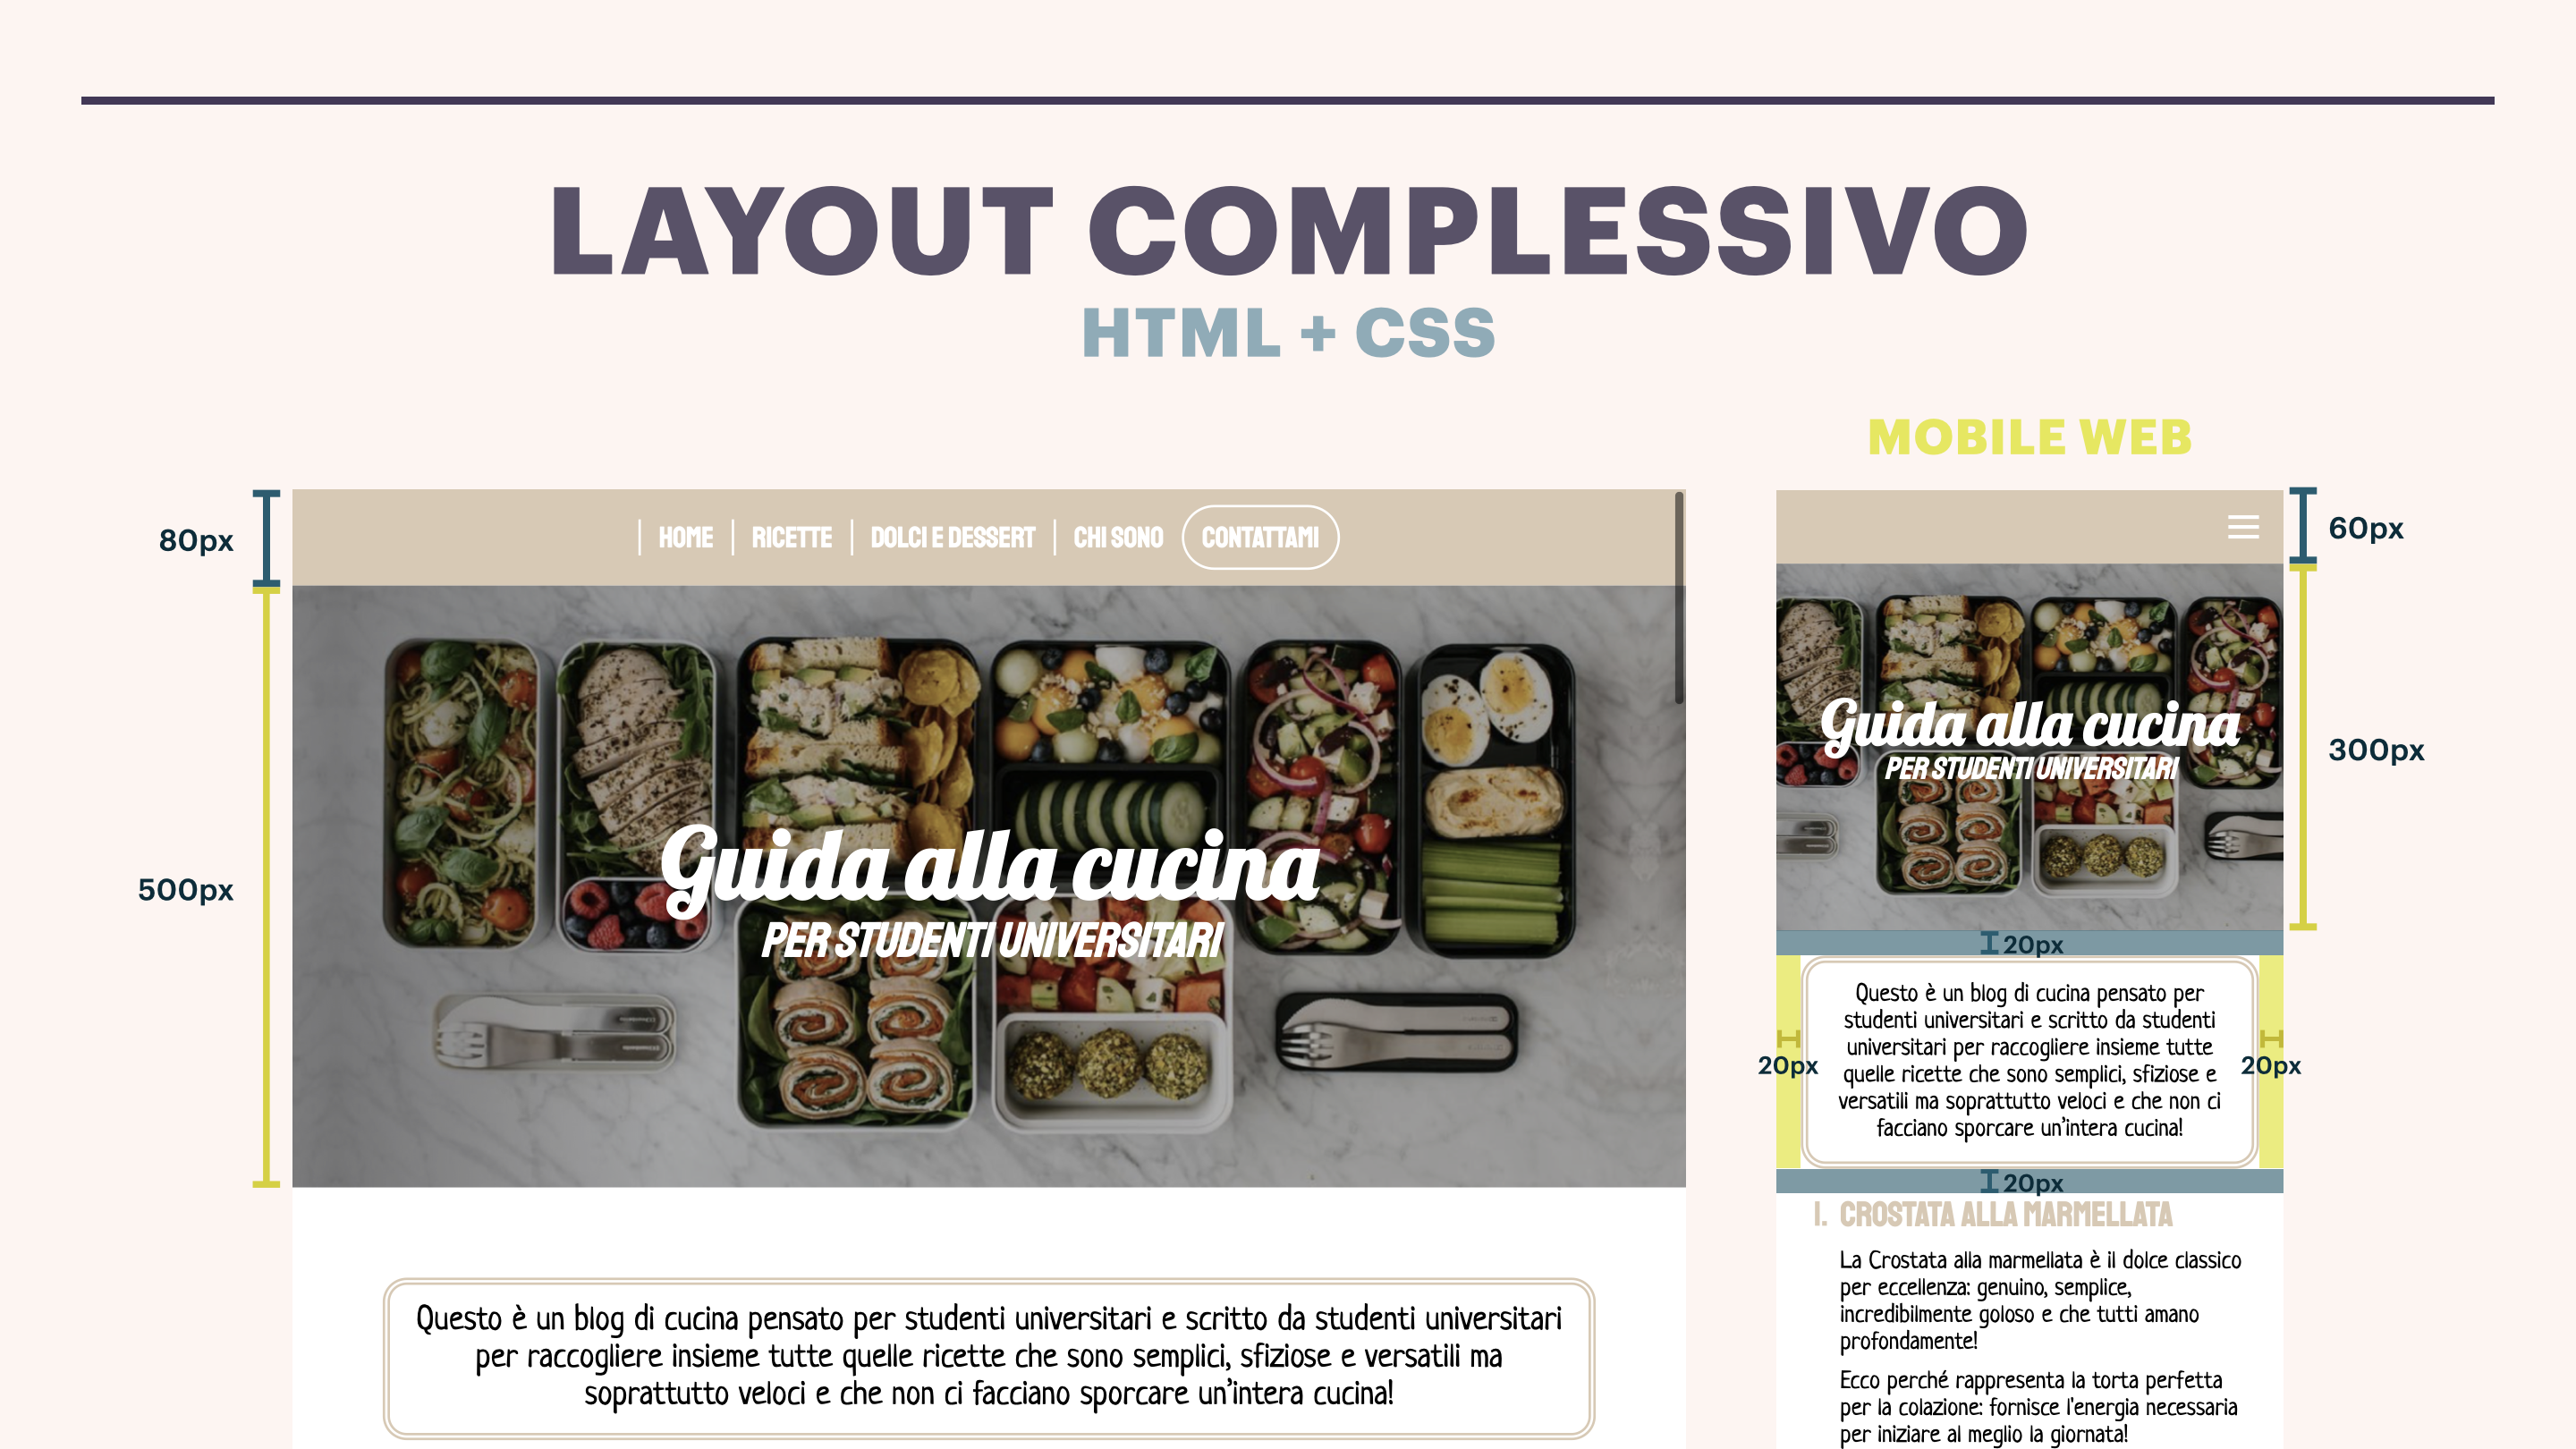 LAYOUT COMPLESSIVO
HTML + CSS
80px
500px
HOME
RICETTE
DOLCI E DESSERT
CHI SONO
CONTATTAMI
Guida alla cucina
PER STUDENTI UNIVERSITARI
Questo è un blog di cucina pensato per studenti universitari e scritto da studenti universitari
per raccogliere insieme tutte quelle ricette che sono semplici, sfiziose e versatili ma
soprattutto veloci e che non ci facciano sporcare un'intera cucina!
MOBILE WEB
60px
300px
Guida alla cucina
PER STUDENTI UNIVERSITARI
20px
Questo è un blog di cucina pensato per
studenti universitari e scritto da studenti
universitari per raccogliere insieme tutte
quelle ricette che sono semplici, sfiziose e
versatili ma soprattutto veloci e che non ci
facciano sporcare un'intera cucina!
20px
20px
20px
1. CROSTATA ALLA MARMELLATA
La Crostata alla marmellata è il dolce classico
per eccellenza: genuino, semplice,
incredibilmente goloso e che tutti amano
profondamente!
Ecco perché rappresenta la torta perfetta
per la colazione: fornisce l'energia necessaria
per iniziare al meglio la giornata!